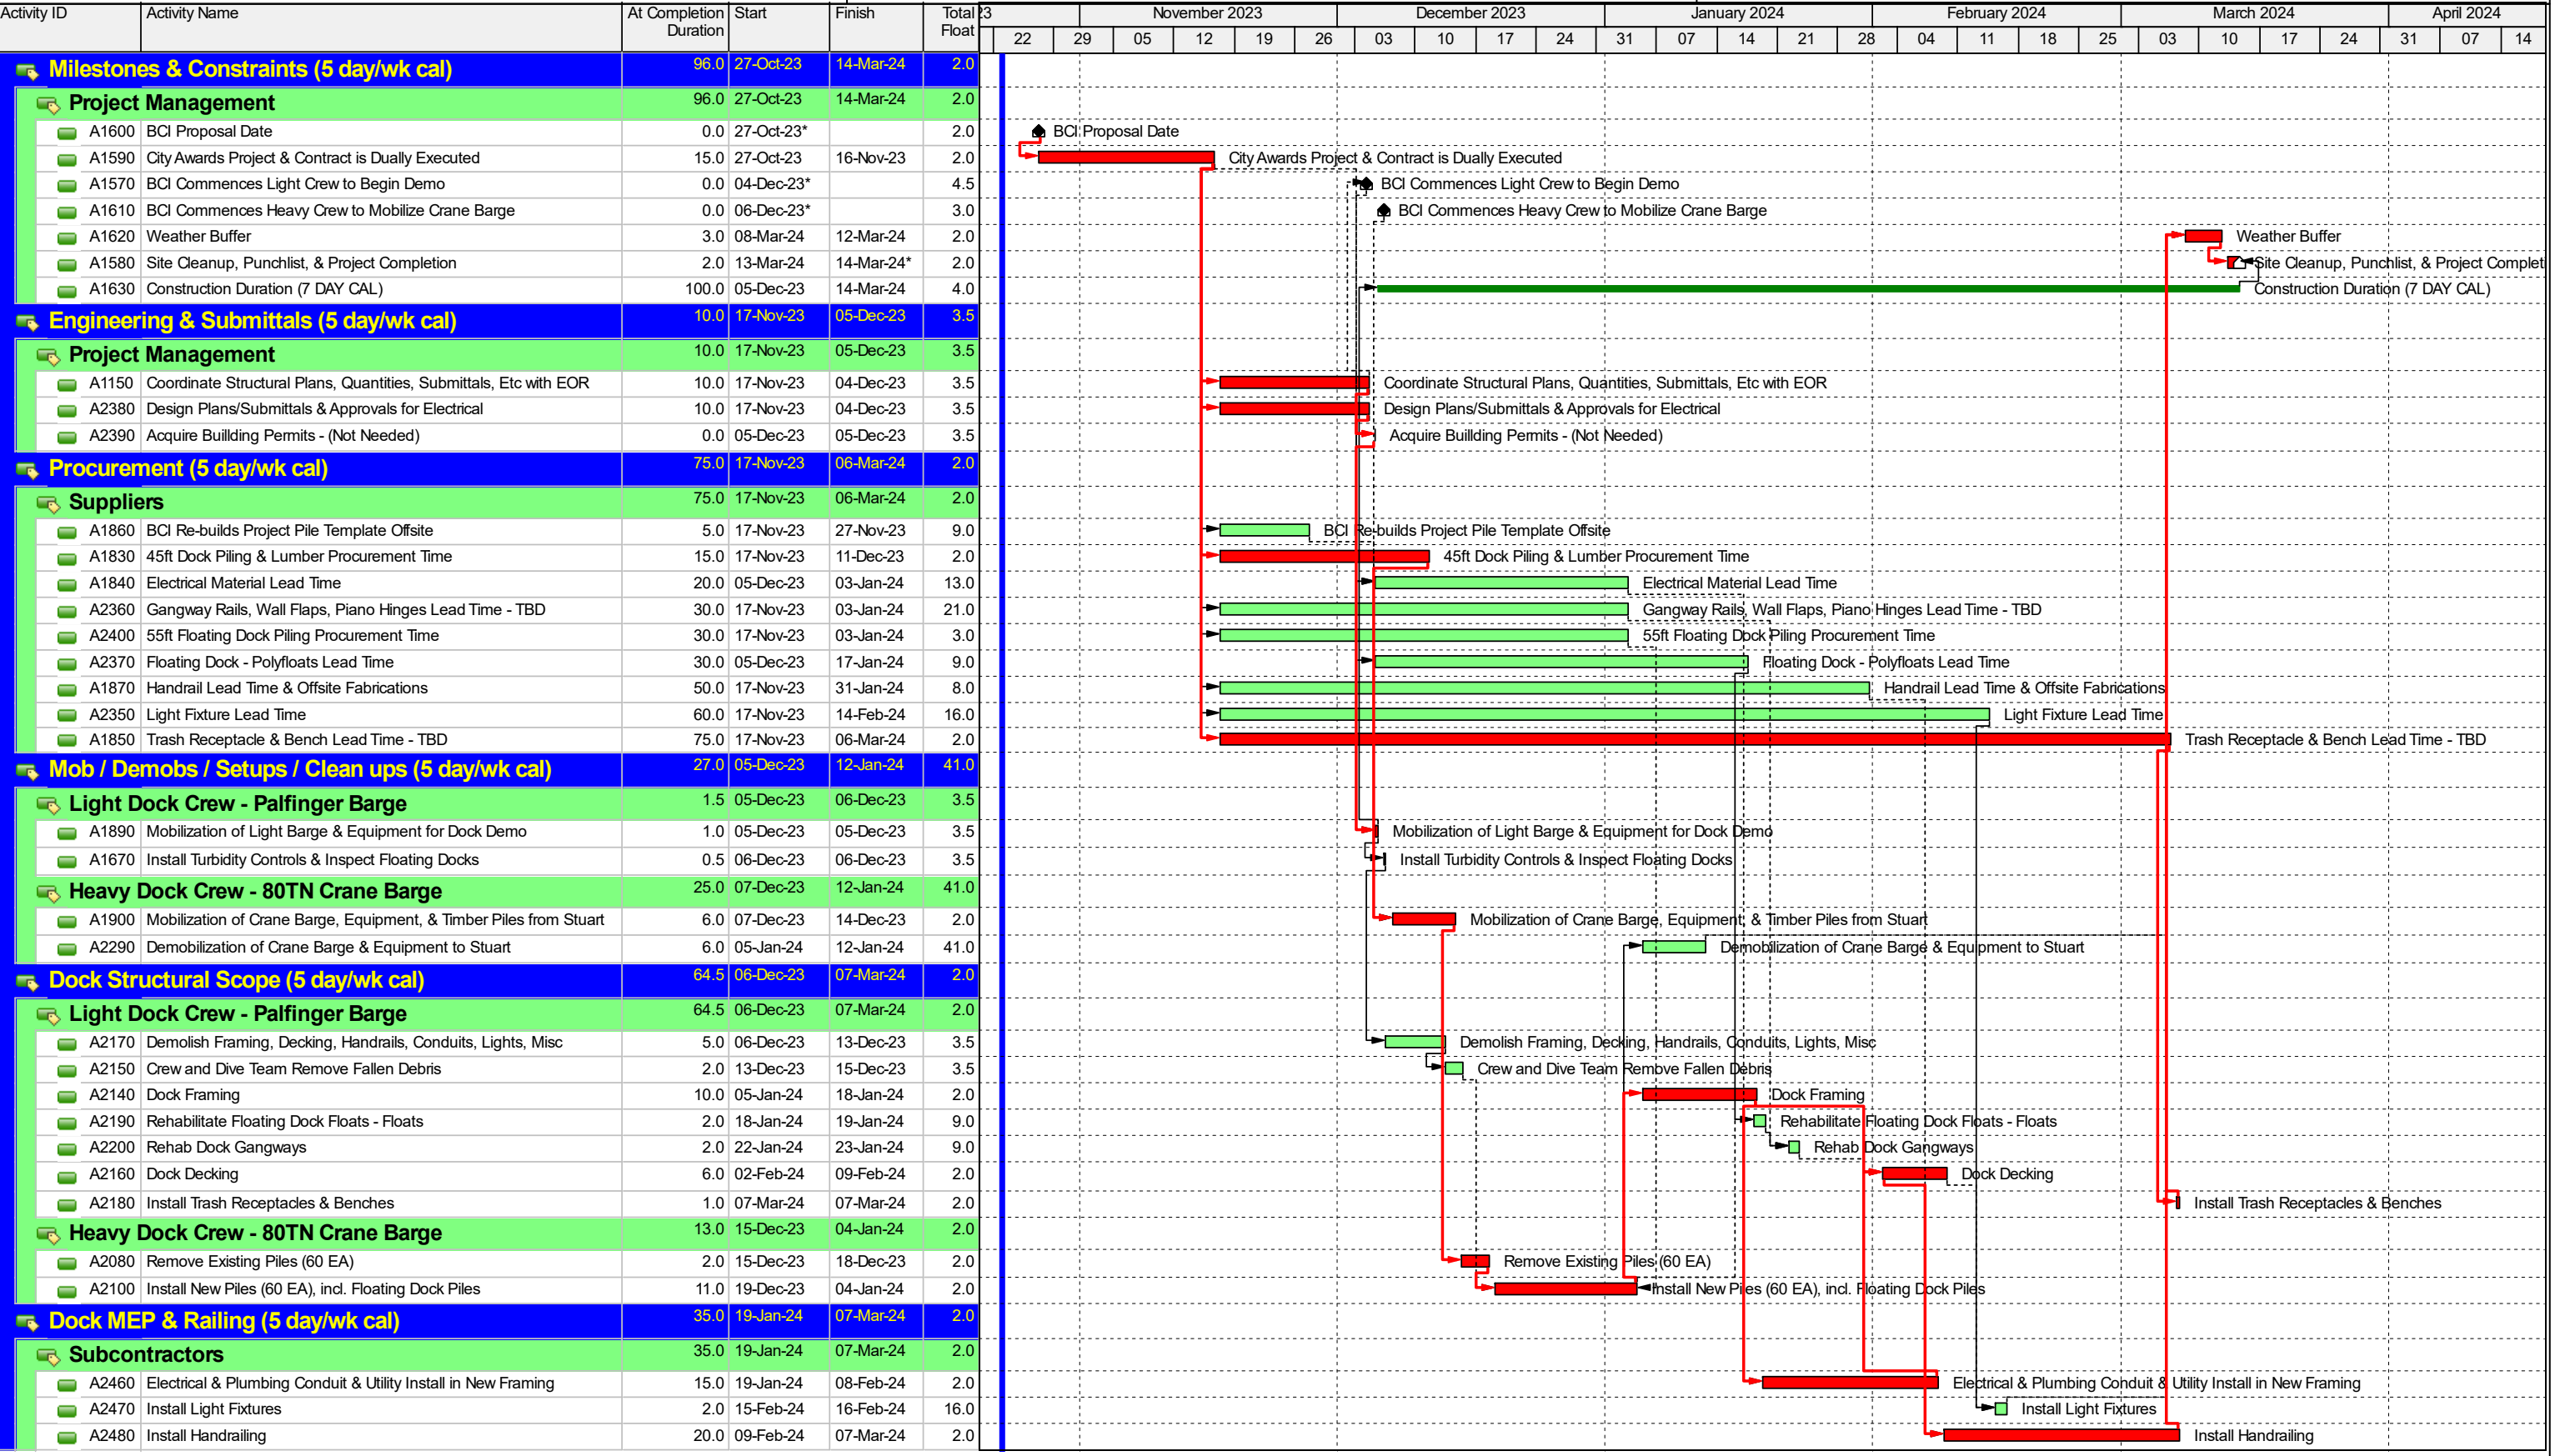 Activity ID Activity Name At Completion Duration Start Finish Total Float
23 November 2023 December 2023 January 2024 February 2024 March 2024 April 2024
22 29 05 12 19 26 03 10 17 24 31 07 14 21 28 04 11 18 25 03 10 17 24 31 07 14
Milestones & Constraints (5 day/wk cal) 96.0 27-Oct-23 14-Mar-24 2.0
Project Management 96.0 27-Oct-23 14-Mar-24 2.0
A1600 BCI Proposal Date 0.0 27-Oct-23* 2.0 BCI Proposal Date
A1590 City Awards Project & Contract is Dually Executed 15.0 27-Oct-23 16-Nov-23 2.0 City Awards Project & Contract is Dually Executed
A1570 BCI Commences Light Crew to Begin Demo 0.0 04-Dec-23* 4.5 BCI Commences Light Crew to Begin Demo
A1610 BCI Commences Heavy Crew to Mobilize Crane Barge 0.0 06-Dec-23* 3.0 BCI Commences Heavy Crew to Mobilize Crane Barge
A1620 Weather Buffer 3.0 08-Mar-24 12-Mar-24 2.0 Weather Buffer
A1580 Site Cleanup, Punchlist, & Project Completion 2.0 13-Mar-24 14-Mar-24* 2.0 Site Cleanup, Punchlist, & Project Complet
A1630 Construction Duration (7 DAY CAL) 100.0 05-Dec-23 14-Mar-24 4.0 Construction Duration (7 DAY CAL)
Engineering & Submittals (5 day/wk cal) 10.0 17-Nov-23 05-Dec-23 3.5
Project Management 10.0 17-Nov-23 05-Dec-23 3.5
A1150 Coordinate Structural Plans, Quantities, Submittals, Etc with EOR 10.0 17-Nov-23 04-Dec-23 3.5 Coordinate Structural Plans, Quantities, Submittals, Etc with EOR
A2380 Design Plans/Submittals & Approvals for Electrical 10.0 17-Nov-23 04-Dec-23 3.5 Design Plans/Submittals & Approvals for Electrical
A2390 Acquire Buillding Permits - (Not Needed) 0.0 05-Dec-23 05-Dec-23 3.5 Acquire Buillding Permits - (Not Needed)
Procurement (5 day/wk cal) 75.0 17-Nov-23 06-Mar-24 2.0
Suppliers 75.0 17-Nov-23 06-Mar-24 2.0
A1860 BCI Re-builds Project Pile Template Offsite 5.0 17-Nov-23 27-Nov-23 9.0 BCI Re-builds Project Pile Template Offsite
A1830 45ft Dock Piling & Lumber Procurement Time 15.0 17-Nov-23 11-Dec-23 2.0 45ft Dock Piling & Lumber Procurement Time
A1840 Electrical Material Lead Time 20.0 05-Dec-23 03-Jan-24 13.0 Electrical Material Lead Time
A2360 Gangway Rails, Wall Flaps, Piano Hinges Lead Time - TBD 30.0 17-Nov-23 03-Jan-24 21.0 Gangway Rails, Wall Flaps, Piano Hinges Lead Time - TBD
A2400 55ft Floating Dock Piling Procurement Time 30.0 17-Nov-23 03-Jan-24 3.0 55ft Floating Dock Piling Procurement Time
A2370 Floating Dock - Polyfloats Lead Time 30.0 05-Dec-23 17-Jan-24 9.0 Floating Dock - Polyfloats Lead Time
A1870 Handrail Lead Time & Offsite Fabrications 50.0 17-Nov-23 31-Jan-24 8.0 Handrail Lead Time & Offsite Fabrications
A2350 Light Fixture Lead Time 60.0 17-Nov-23 14-Feb-24 16.0 Light Fixture Lead Time
A1850 Trash Receptacle & Bench Lead Time - TBD 75.0 17-Nov-23 06-Mar-24 2.0 Trash Receptacle & Bench Lead Time - TBD
Mob / Demobs / Setups / Clean ups (5 day/wk cal) 27.0 05-Dec-23 12-Jan-24 41.0
Light Dock Crew - Palfinger Barge 1.5 05-Dec-23 06-Dec-23 3.5
A1890 Mobilization of Light Barge & Equipment for Dock Demo 1.0 05-Dec-23 05-Dec-23 3.5 Mobilization of Light Barge & Equipment for Dock Demo
A1670 Install Turbidity Controls & Inspect Floating Docks 0.5 06-Dec-23 06-Dec-23 3.5 Install Turbidity Controls & Inspect Floating Docks
Heavy Dock Crew - 80TN Crane Barge 25.0 07-Dec-23 12-Jan-24 41.0
A1900 Mobilization of Crane Barge, Equipment, & Timber Piles from Stuart 6.0 07-Dec-23 14-Dec-23 2.0 Mobilization of Crane Barge, Equipment, & Timber Piles from Stuart
A2290 Demobilization of Crane Barge & Equipment to Stuart 6.0 05-Jan-24 12-Jan-24 41.0 Demobilization of Crane Barge & Equipment to Stuart
Dock Structural Scope (5 day/wk cal) 64.5 06-Dec-23 07-Mar-24 2.0
Light Dock Crew - Palfinger Barge 64.5 06-Dec-23 07-Mar-24 2.0
A2170 Demolish Framing, Decking, Handrails, Conduits, Lights, Misc 5.0 06-Dec-23 13-Dec-23 3.5 Demolish Framing, Decking, Handrails, Conduits, Lights, Misc
A2150 Crew and Dive Team Remove Fallen Debris 2.0 13-Dec-23 15-Dec-23 3.5 Crew and Dive Team Remove Fallen Debris
A2140 Dock Framing 10.0 05-Jan-24 18-Jan-24 2.0 Dock Framing
A2190 Rehabilitate Floating Dock Floats - Floats 2.0 18-Jan-24 19-Jan-24 9.0 Rehabilitate Floating Dock Floats - Floats
A2200 Rehab Dock Gangways 2.0 22-Jan-24 23-Jan-24 9.0 Rehab Dock Gangways
A2160 Dock Decking 6.0 02-Feb-24 09-Feb-24 2.0 Dock Decking
A2180 Install Trash Receptacles & Benches 1.0 07-Mar-24 07-Mar-24 2.0 Install Trash Receptacles & Benches
Heavy Dock Crew - 80TN Crane Barge 13.0 15-Dec-23 04-Jan-24 2.0
A2080 Remove Existing Piles (60 EA) 2.0 15-Dec-23 18-Dec-23 2.0 Remove Existing Piles (60 EA)
A2100 Install New Piles (60 EA), incl. Floating Dock Piles 11.0 19-Dec-23 04-Jan-24 2.0 Install New Piles (60 EA), incl. Floating Dock Piles
Dock MEP & Railing (5 day/wk cal) 35.0 19-Jan-24 07-Mar-24 2.0
Subcontractors 35.0 19-Jan-24 07-Mar-24 2.0
A2460 Electrical & Plumbing Conduit & Utility Install in New Framing 15.0 19-Jan-24 08-Feb-24 2.0 Electrical & Plumbing Conduit & Utility Install in New Framing
A2470 Install Light Fixtures 2.0 15-Feb-24 16-Feb-24 16.0 Install Light Fixtures
A2480 Install Handrailing 20.0 09-Feb-24 07-Mar-24 2.0 Install Handrailing